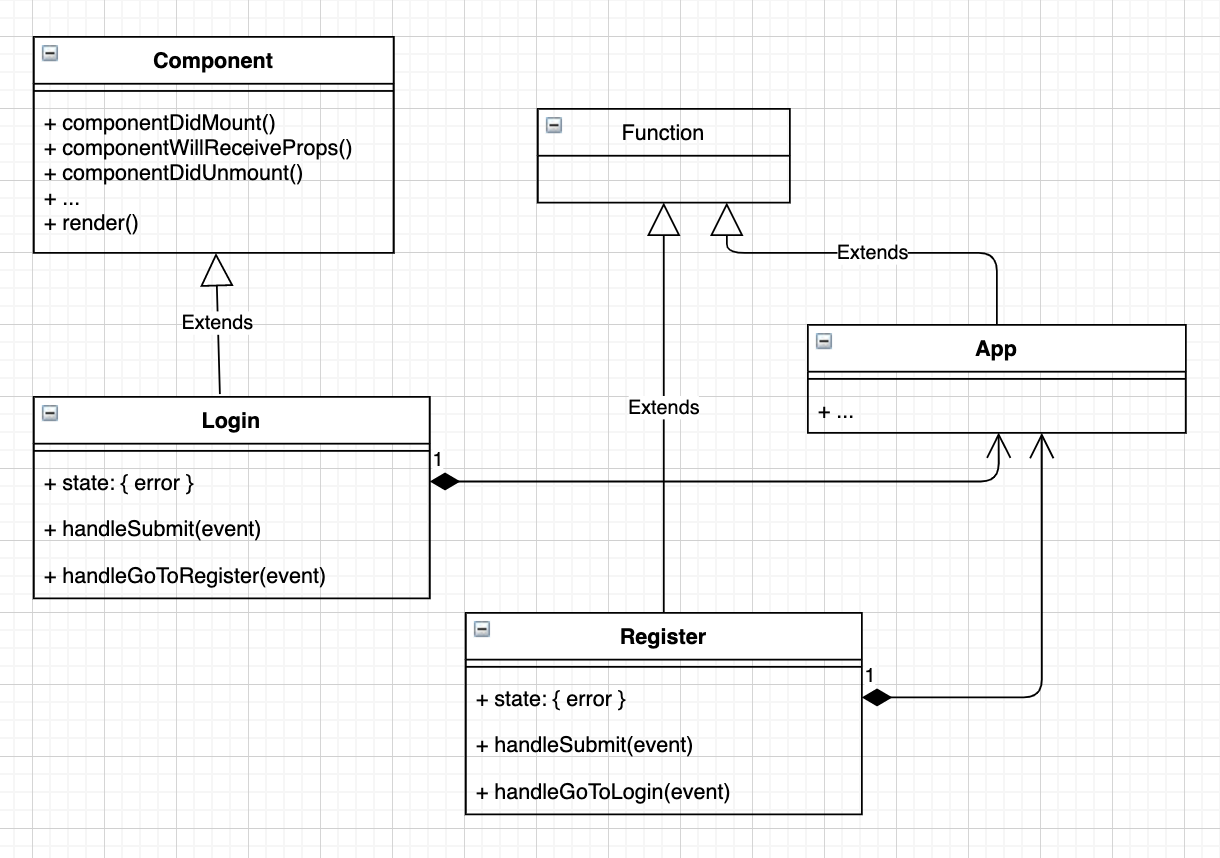 Component
+ componentDidMount()
+ componentWillReceiveProps()
+ componentDidUnmount()
+ ...
+ render()
Function
Extends
Extends
App
+ ...
Extends
Login
+ state: { error }
+ handleSubmit(event)
+ handleGoToRegister(event)
1
Register
+ state: { error }
+ handleSubmit(event)
+ handleGoToLogin(event)
1